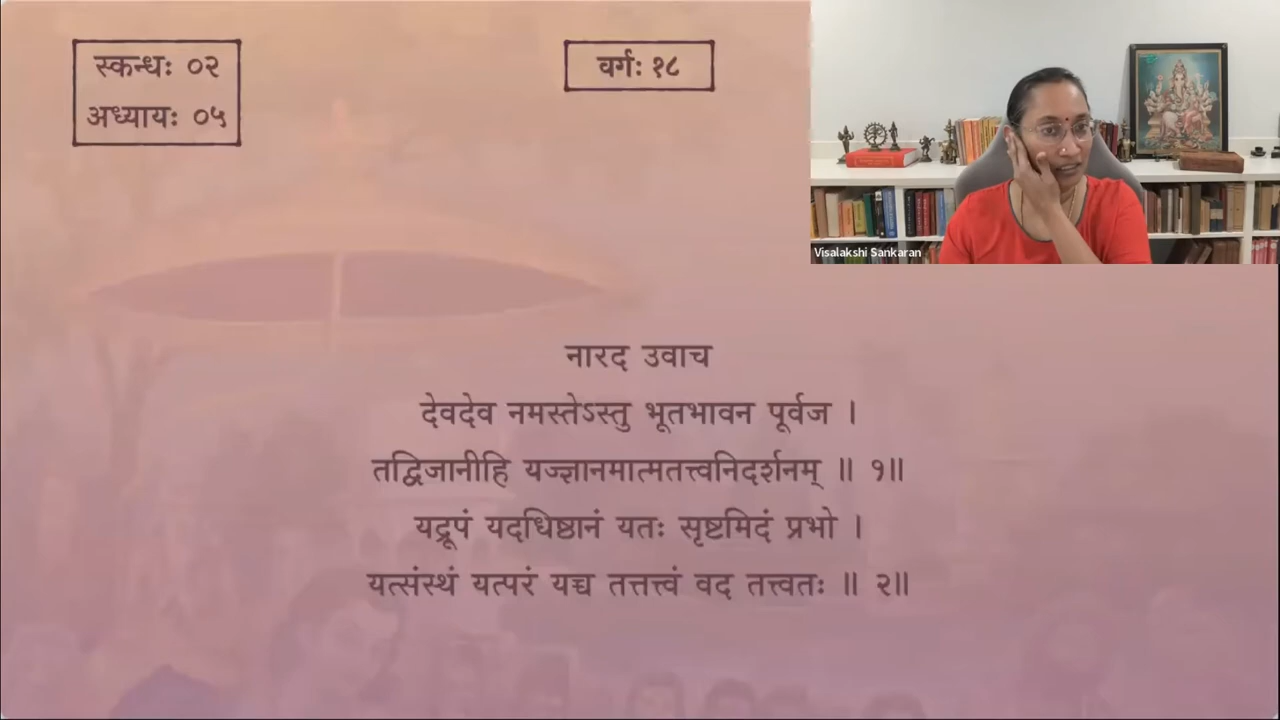 स्कन्धः ०२
अध्यायः ०५
वर्गः १८
Visalakshi Sankaran
नारद उवाच
देवदेव नमस्तेऽस्तु भूतभावन पूर्वज ।
तद्विजानीहि यज्ज्ञानमात्मतत्त्वनिदर्शनम् ॥ १॥
यद्रूपं यदधिष्ठानं यतः सृष्टमिदं प्रभो ।
यत्संस्थं यत्परं यच्च तत्तत्त्वं वद तत्त्वतः ॥ २॥